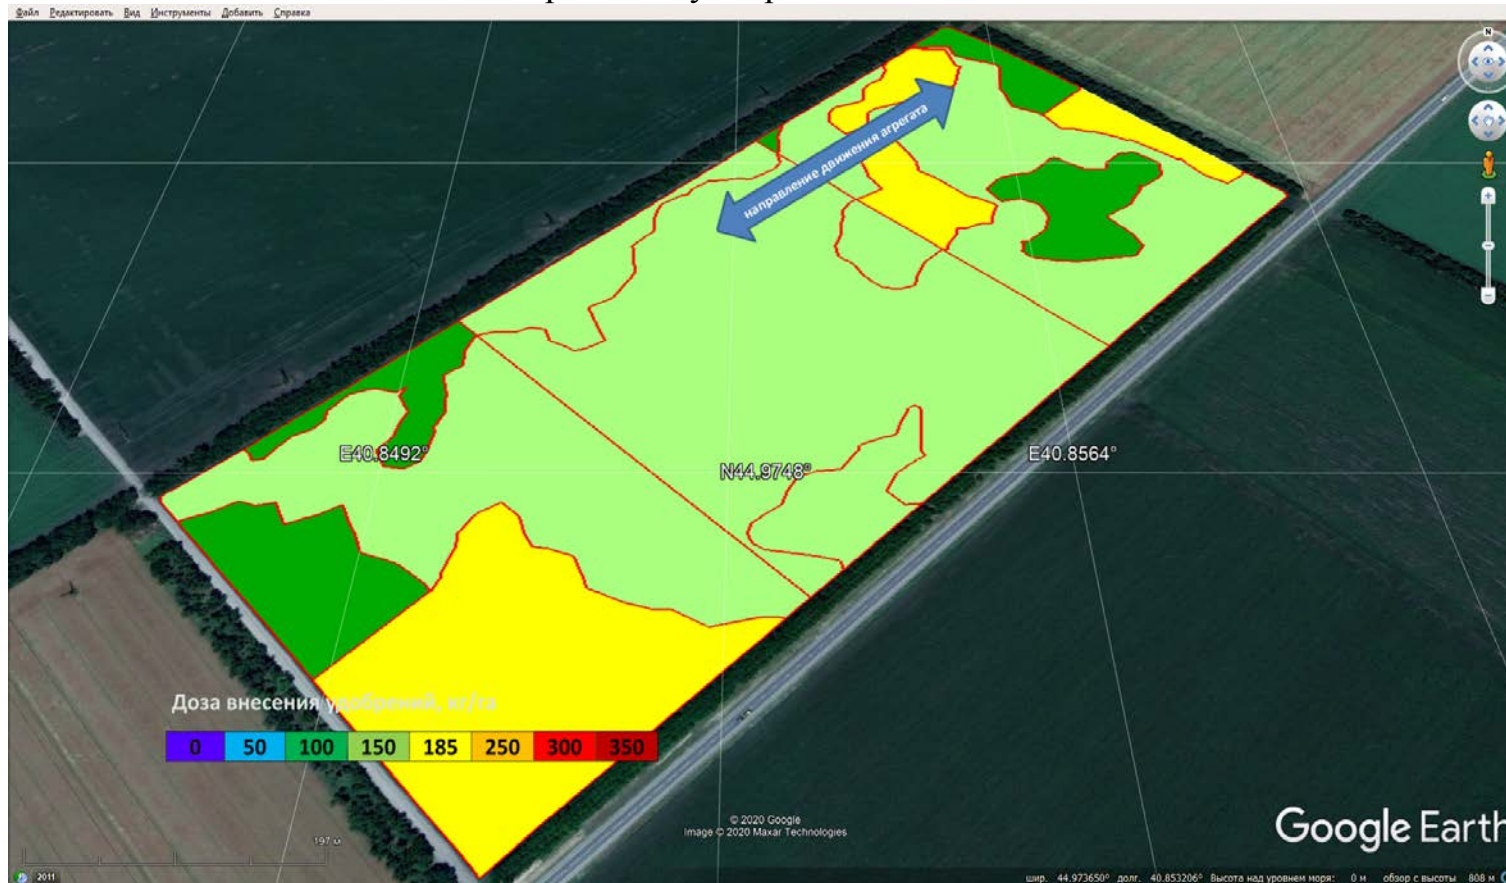 Файл Редактировать Вид Инструменты Добавить Справка
N
направление движения агрегата
E40.8492°
N44.9748°
E40.8564°
Доза внесения удобрений, кг/га
0 50 100 150 185 250 300 350
197 м
© 2020 Google
Image © 2020 Maxar Technologies
Google Earth
2011
шир. 44.973650° долг. 40.853206° Высота над уровнем моря: 0 м обзор с высоты 808 м